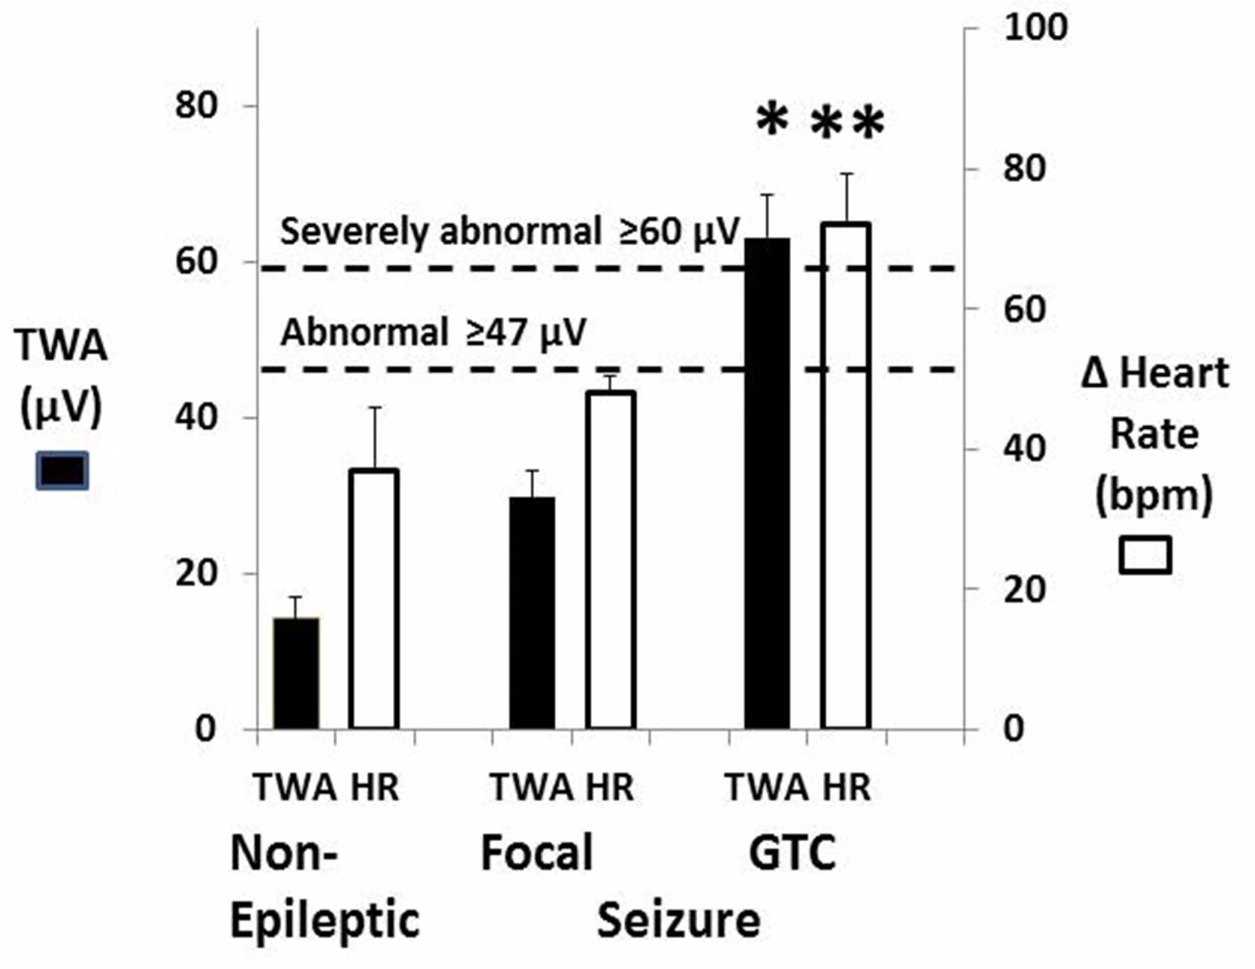 100
80
* **
80
Severely abnormal ≥60 µV
60
60
Abnormal ≥47 µV
TWA
(µV)
Δ Heart
Rate
(bpm)
40
40
20
20
0
0
TWA HR TWA HR TWA HR
Non-
Epileptic
Focal
GTC
Seizure